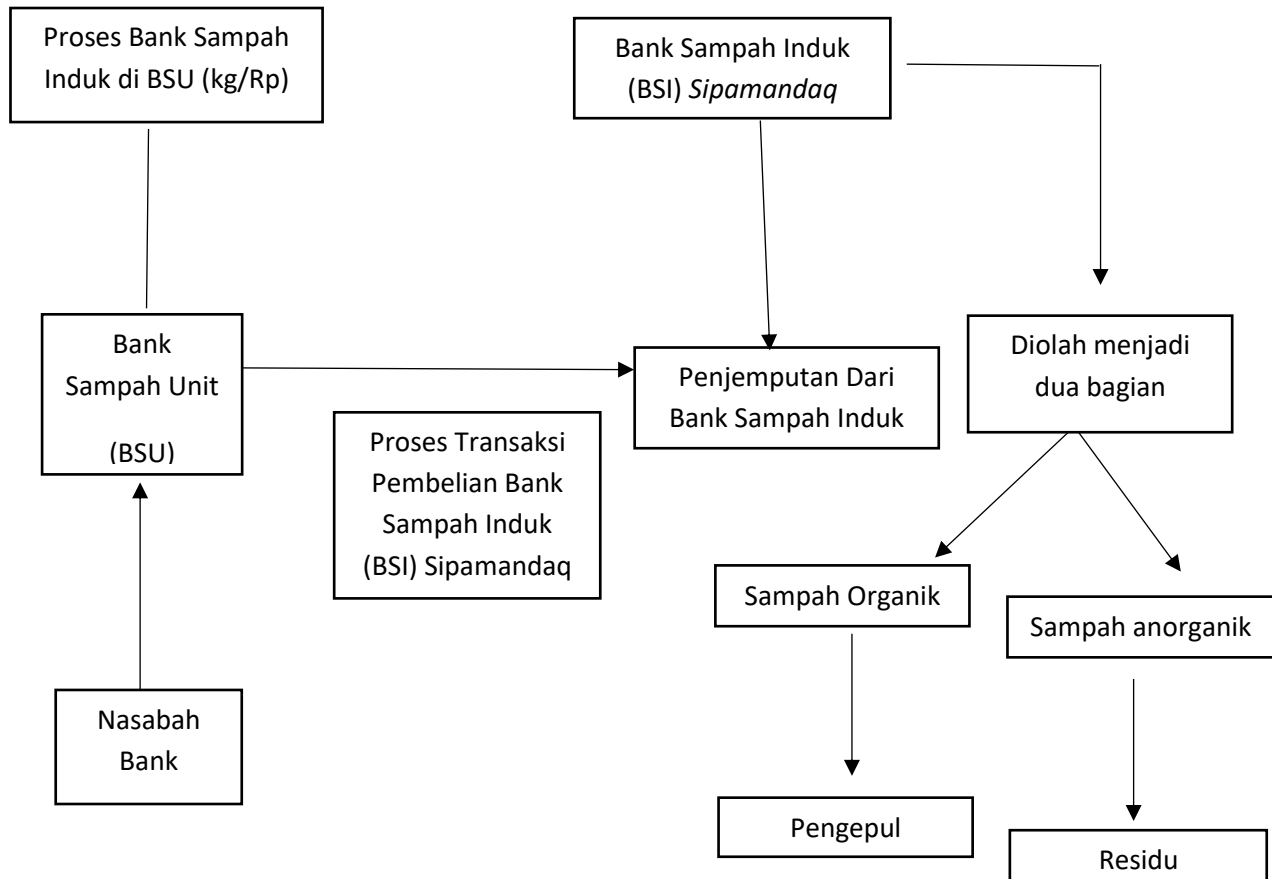 Proses Bank Sampah
Induk di BSU (kg/Rp)
Bank Sampah Induk
(BSI) Sipamandaq
Bank
Sampah Unit
(BSU)
Penjemputan Dari
Bank Sampah Induk
Diolah menjadi
dua bagian
Proses Transaksi
Pembelian Bank
Sampah Induk
(BSI) Sipamandaq
Sampah Organik
Sampah anorganik
Nasabah
Bank
Pengepul
Residu